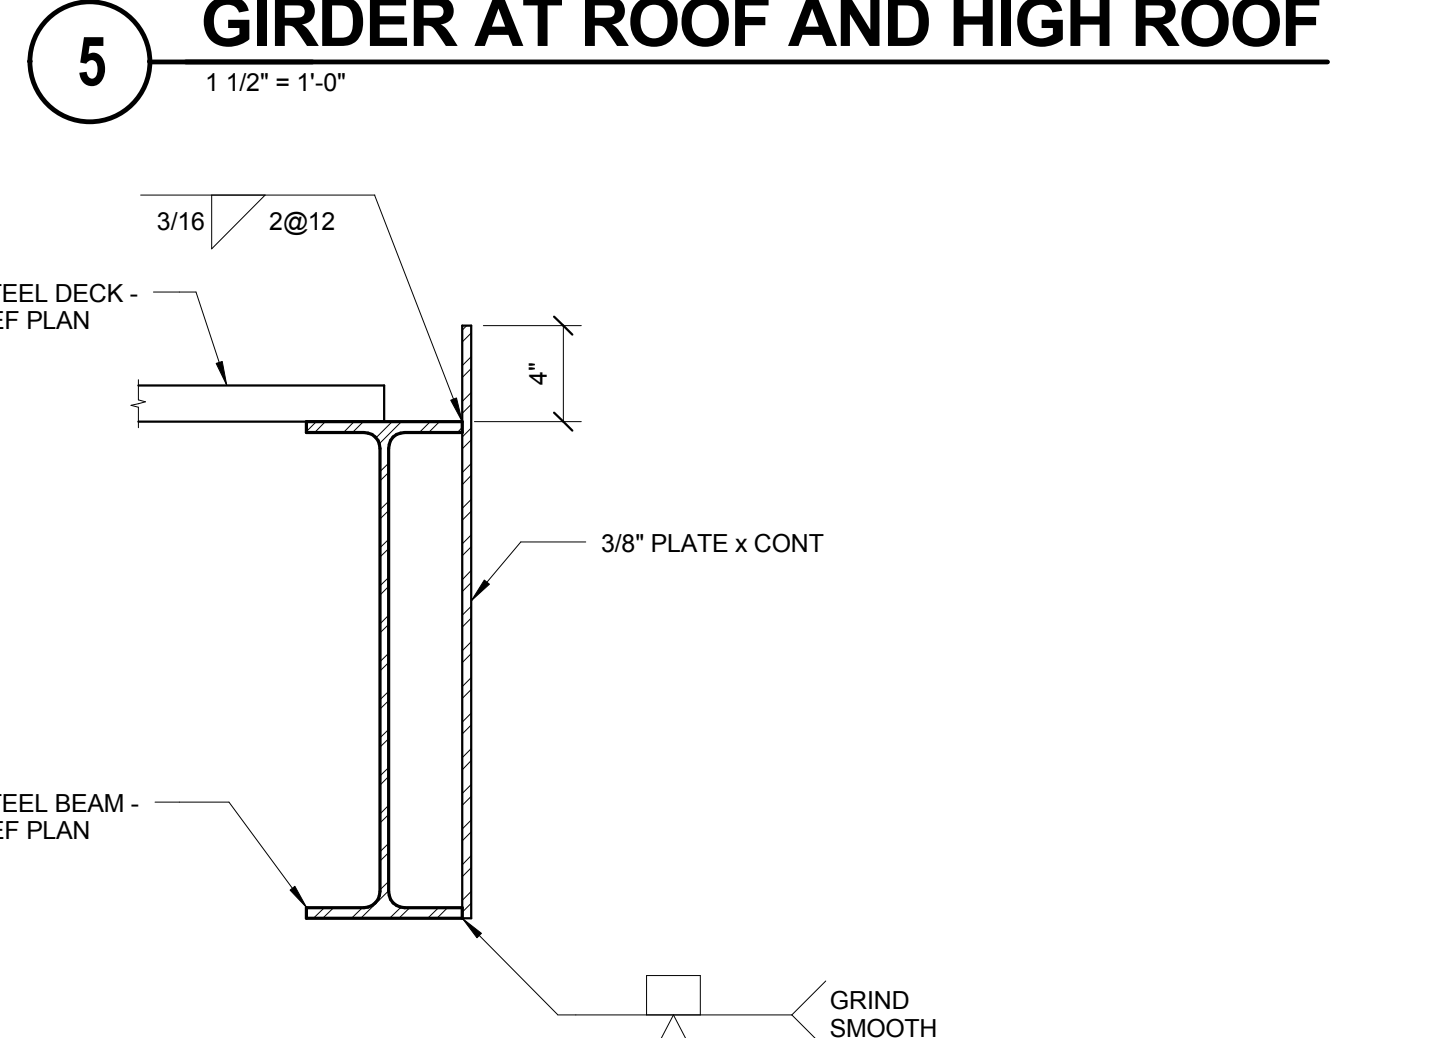 5
GIRDER AT ROOF AND HIGH ROOF
1 1/2" = 1'-0"
3/16 2@12
TEEL DECK -
EF PLAN
4"
3/8" PLATE x CONT
TEEL BEAM -
EF PLAN
GRIND
SMOOTH